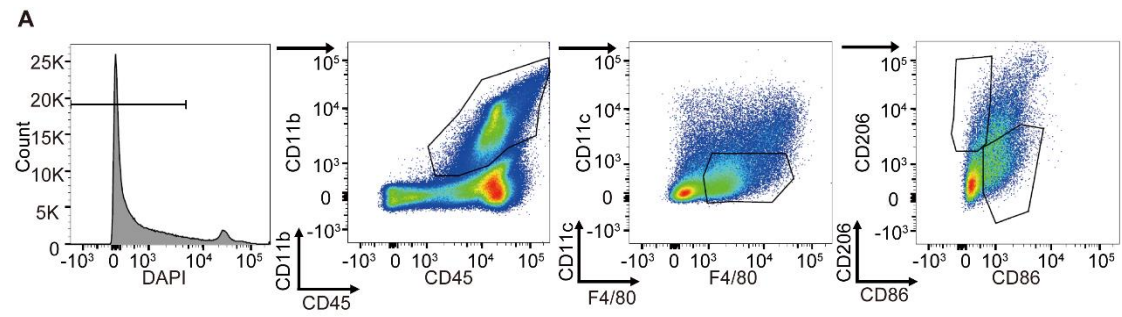 A
25K
20K
15K
10K
5K
0
Count
-10³ 0 10³ 10⁴ 10⁵
DAPI
10⁵
10⁴
10³
0
-10³
CD11b
-10³ 0 10³ 10⁴ 10⁵
CD45
CD11b
CD45
10⁵
10⁴
10³
0
-10³
CD11c
-10³ 0 10³ 10⁴ 10⁵
F4/80
CD11c
F4/80
10⁵
10⁴
10³
0
-10³
CD206
-10³ 0 10³ 10⁴ 10⁵
CD86
CD206
CD86